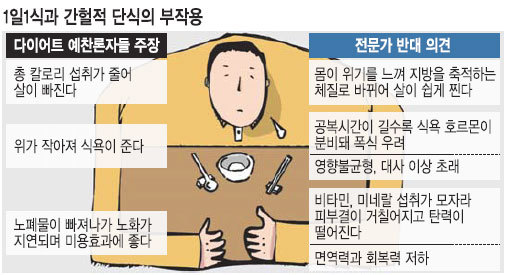 1일1식과 간헐적 단식의 부작용
다이어트 예찬론자들 주장
총 칼로리 섭취가 줄어
살이 빠진다
위가 작아져 식욕이 준다
노폐물이 빠져나가 노화가
지연되며 미용효과에 좋다
전문가 반대 의견
몸이 위기를 느껴 지방을 축적하는
체질로 바뀌어 살이 쉽게 찐다
공복시간이 길수록 식욕 호르몬이
분비돼 폭식 우려
영향불균형, 대사 이상 초래
비타민, 미네랄 섭취가 모자라
피부결이 거칠어지고 탄력이
떨어진다
면역력과 회복력 저하